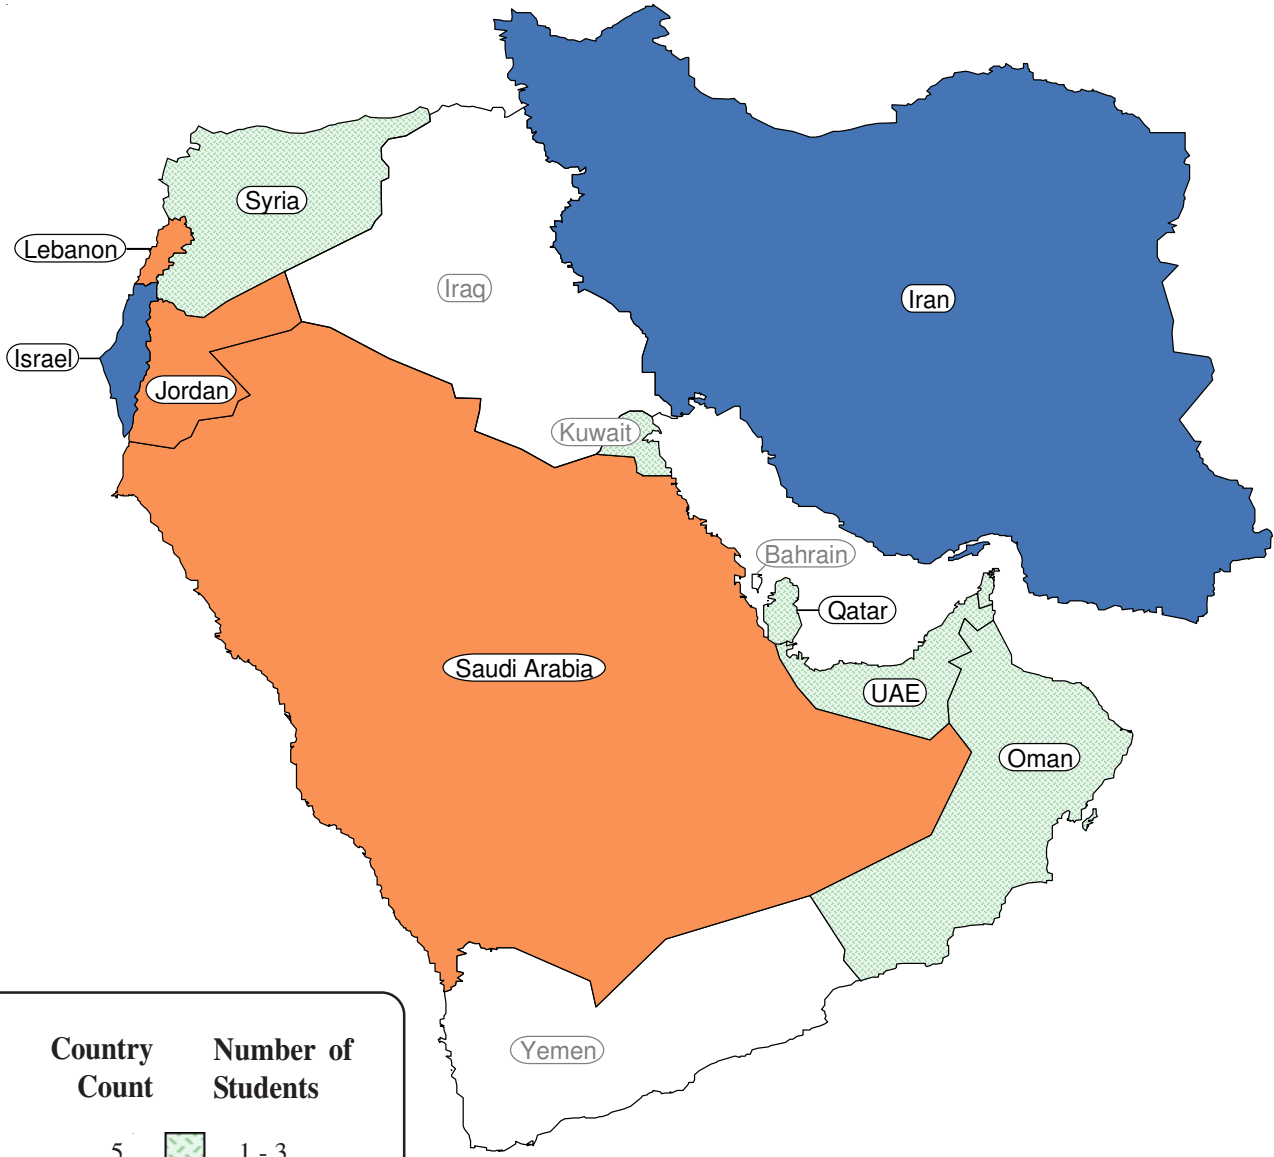 Syria
Lebanon
Iraq
Iran
Israel
Jordan
Kuwait
Bahrain
Qatar
Saudi Arabia
UAE
Oman
Yemen
Country Number of
Count Students
5 1 - 3